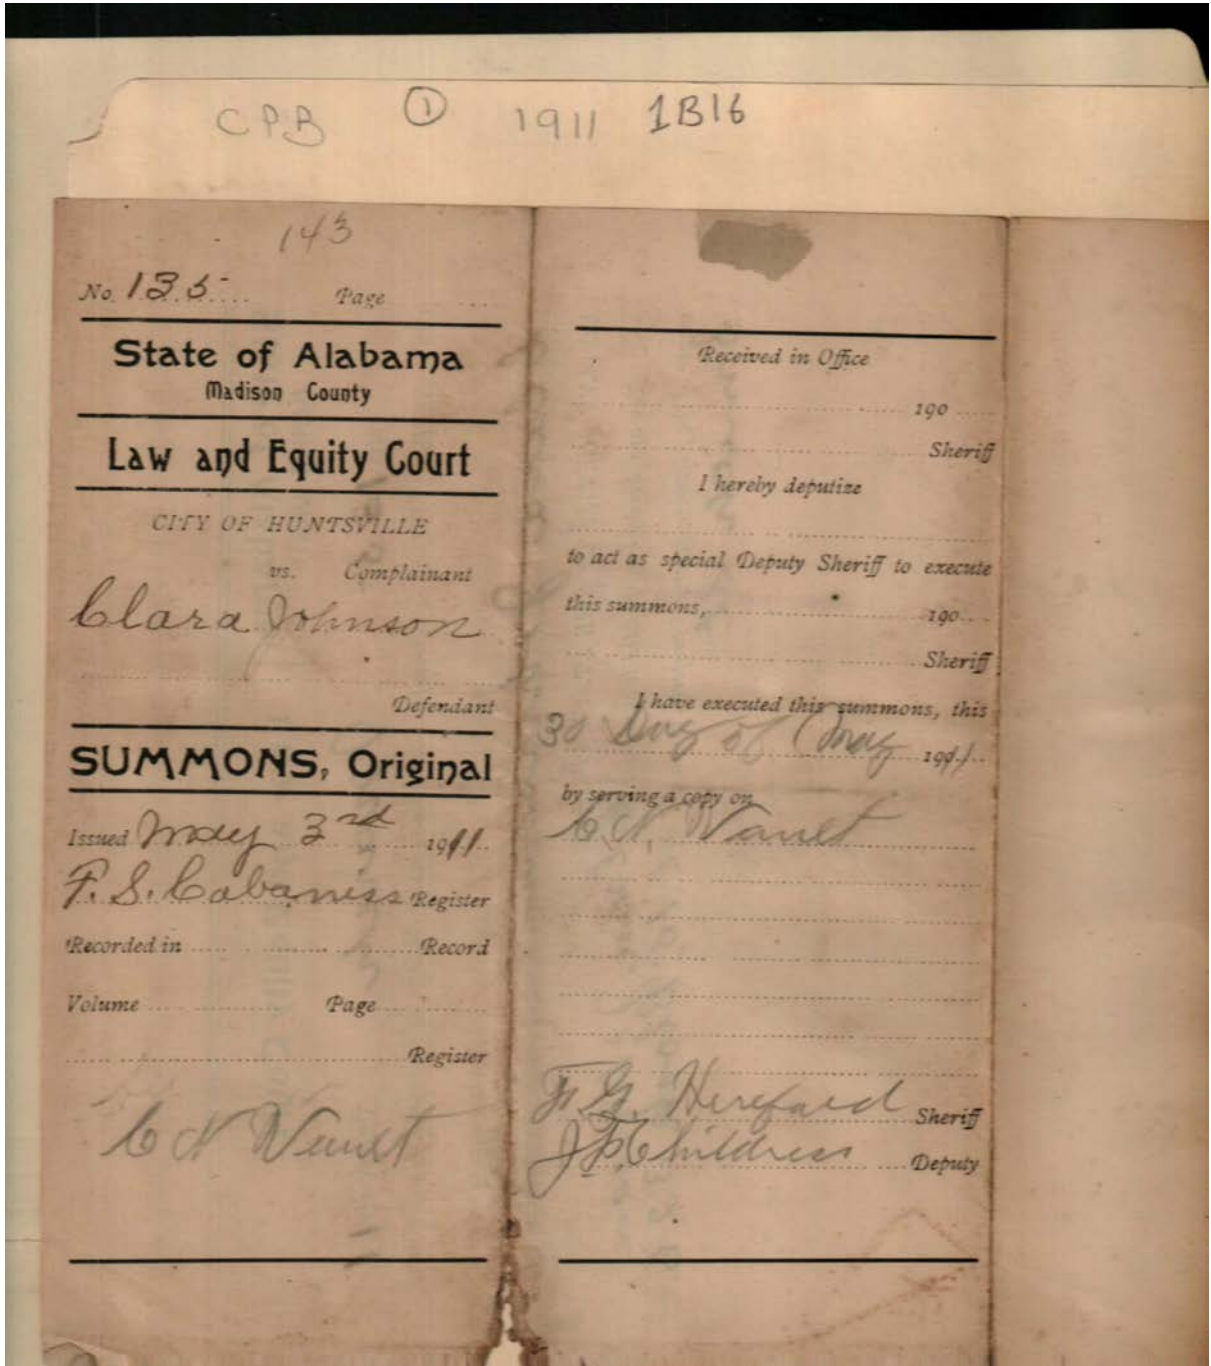 CPB 1 1911 1B16
143
No. 135 Page
State of Alabama
Madison County
Law and Equity Court
CITY OF HUNTSVILLE
vs. Complainant
Clara Johnson
Defendant
SUMMONS, Original
Issued May 3rd 1911
F. S. Cabaniss Register
Recorded in Record
Volume Page
Register
C N Vaught
Received in Office
190
Sheriff
I hereby deputize
to act as special Deputy Sheriff to execute
this summons, 190
Sheriff
I have executed this summons, this
30 Day of May 1911
by serving a copy on
C. N.
F. G. Hereford Sheriff
J. F. Childress Deputy